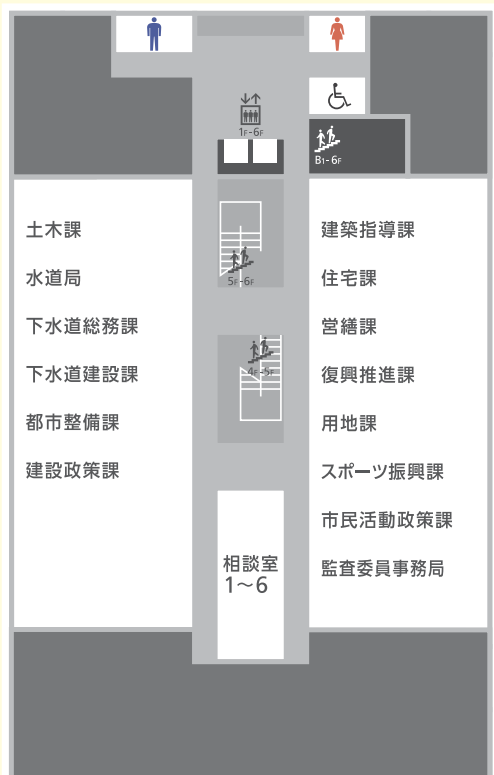 1F-6F
B1-6F
土木課
水道局
下水道総務課
下水道建設課
都市整備課
建設政策課
5F-6F
4F-5F
相談室
1～6
建築指導課
住宅課
営繕課
復興推進課
用地課
スポーツ振興課
市民活動政策課
監査委員事務局